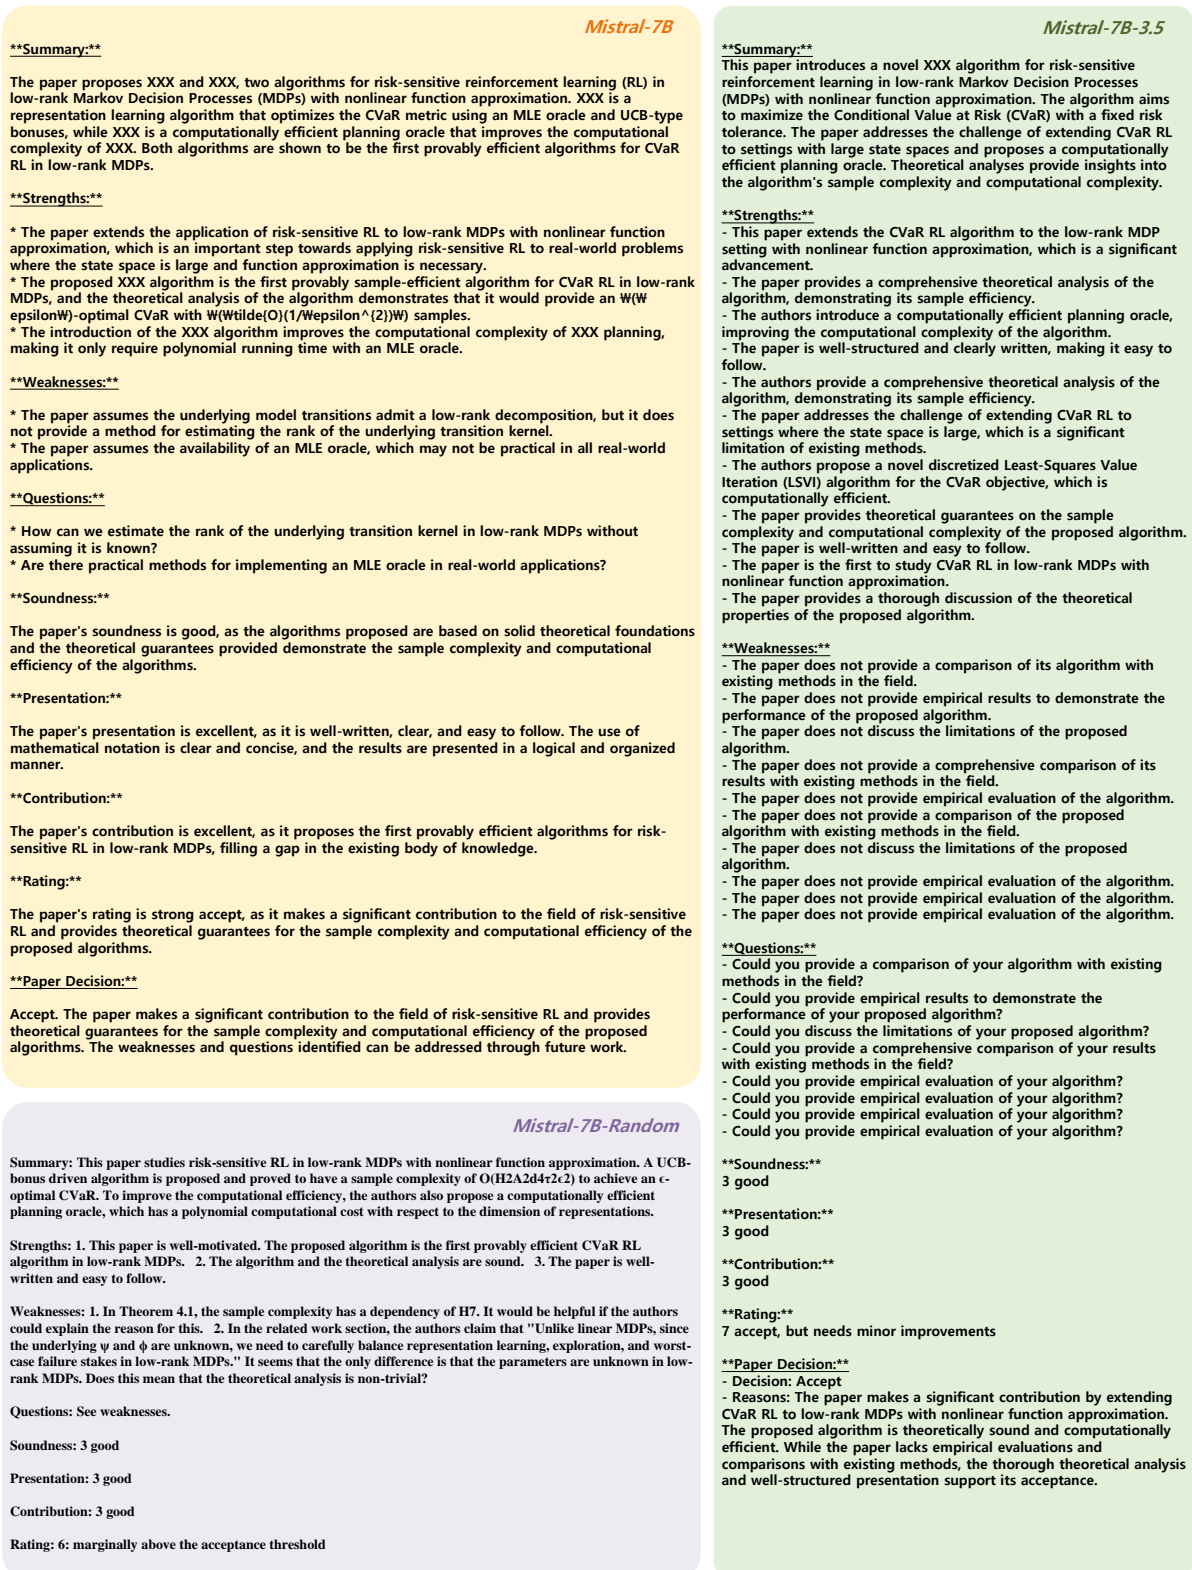 Mistral-7B
**Summary:**
The paper proposes XXX and XXX, two algorithms for risk-sensitive reinforcement learning (RL) in
low-rank Markov Decision Processes (MDPs) with nonlinear function approximation. XXX is a
representation learning algorithm that optimizes the CVaR metric using an MLE oracle and UCB-type
bonuses, while XXX is a computationally efficient planning oracle that improves the computational
complexity of XXX. Both algorithms are shown to be the first provably efficient algorithms for CVaR
RL in low-rank MDPs.
**Strengths:**
* The paper extends the application of risk-sensitive RL to low-rank MDPs with nonlinear function
approximation, which is an important step towards applying risk-sensitive RL to real-world problems
where the state space is large and function approximation is necessary.
* The proposed XXX algorithm is the first provably sample-efficient algorithm for CVaR RL in low-rank
MDPs, and the theoretical analysis of the algorithm demonstrates that it would provide an ₩(₩
epsilon₩)-optimal CVaR with ₩(₩tilde{O}(1/₩epsilon^{2})₩) samples.
* The introduction of the XXX algorithm improves the computational complexity of XXX planning,
making it only require polynomial running time with an MLE oracle.
**Weaknesses:**
* The paper assumes the underlying model transitions admit a low-rank decomposition, but it does
not provide a method for estimating the rank of the underlying transition kernel.
* The paper assumes the availability of an MLE oracle, which may not be practical in all real-world
applications.
**Questions:**
* How can we estimate the rank of the underlying transition kernel in low-rank MDPs without
assuming it is known?
* Are there practical methods for implementing an MLE oracle in real-world applications?
**Soundness:**
The paper's soundness is good, as the algorithms proposed are based on solid theoretical foundations
and the theoretical guarantees provided demonstrate the sample complexity and computational
efficiency of the algorithms.
**Presentation:**
The paper's presentation is excellent, as it is well-written, clear, and easy to follow. The use of
mathematical notation is clear and concise, and the results are presented in a logical and organized
manner.
**Contribution:**
The paper's contribution is excellent, as it proposes the first provably efficient algorithms for risk-
sensitive RL in low-rank MDPs, filling a gap in the existing body of knowledge.
**Rating:**
The paper's rating is strong accept, as it makes a significant contribution to the field of risk-sensitive
RL and provides theoretical guarantees for the sample complexity and computational efficiency of the
proposed algorithms.
**Paper Decision:**
Accept. The paper makes a significant contribution to the field of risk-sensitive RL and provides
theoretical guarantees for the sample complexity and computational efficiency of the proposed
algorithms. The weaknesses and questions identified can be addressed through future work.
Mistral-7B-Random
Summary: This paper studies risk-sensitive RL in low-rank MDPs with nonlinear function approximation. A UCB-
bonus driven algorithm is proposed and proved to have a sample complexity of O(H2A2d4τ2ϵ2) to achieve an ϵ-
optimal CVaR. To improve the computational efficiency, the authors also propose a computationally efficient
planning oracle, which has a polynomial computational cost with respect to the dimension of representations.
Strengths: 1. This paper is well-motivated. The proposed algorithm is the first provably efficient CVaR RL
algorithm in low-rank MDPs. 2. The algorithm and the theoretical analysis are sound. 3. The paper is well-
written and easy to follow.
Weaknesses: 1. In Theorem 4.1, the sample complexity has a dependency of H7. It would be helpful if the authors
could explain the reason for this. 2. In the related work section, the authors claim that "Unlike linear MDPs, since
the underlying ψ and ϕ are unknown, we need to carefully balance representation learning, exploration, and worst-
case failure stakes in low-rank MDPs." It seems that the only difference is that the parameters are unknown in low-
rank MDPs. Does this mean that the theoretical analysis is non-trivial?
Questions: See weaknesses.
Soundness: 3 good
Presentation: 3 good
Contribution: 3 good
Rating: 6: marginally above the acceptance threshold
Mistral-7B-3.5
**Summary:**
This paper introduces a novel XXX algorithm for risk-sensitive
reinforcement learning in low-rank Markov Decision Processes
(MDPs) with nonlinear function approximation. The algorithm aims
to maximize the Conditional Value at Risk (CVaR) with a fixed risk
tolerance. The paper addresses the challenge of extending CVaR RL
to settings with large state spaces and proposes a computationally
efficient planning oracle. Theoretical analyses provide insights into
the algorithm's sample complexity and computational complexity.
**Strengths:**
- This paper extends the CVaR RL algorithm to the low-rank MDP
setting with nonlinear function approximation, which is a significant
advancement.
- The paper provides a comprehensive theoretical analysis of the
algorithm, demonstrating its sample efficiency.
- The authors introduce a computationally efficient planning oracle,
improving the computational complexity of the algorithm.
- The paper is well-structured and clearly written, making it easy to
follow.
- The authors provide a comprehensive theoretical analysis of the
algorithm, demonstrating its sample efficiency.
- The paper addresses the challenge of extending CVaR RL to
settings where the state space is large, which is a significant
limitation of existing methods.
- The authors propose a novel discretized Least-Squares Value
Iteration (LSVI) algorithm for the CVaR objective, which is
computationally efficient.
- The paper provides theoretical guarantees on the sample
complexity and computational complexity of the proposed algorithm.
- The paper is well-written and easy to follow.
- The paper is the first to study CVaR RL in low-rank MDPs with
nonlinear function approximation.
- The paper provides a thorough discussion of the theoretical
properties of the proposed algorithm.
**Weaknesses:**
- The paper does not provide a comparison of its algorithm with
existing methods in the field.
- The paper does not provide empirical results to demonstrate the
performance of the proposed algorithm.
- The paper does not discuss the limitations of the proposed
algorithm.
- The paper does not provide a comprehensive comparison of its
results with existing methods in the field.
- The paper does not provide empirical evaluation of the algorithm.
- The paper does not provide a comparison of the proposed
algorithm with existing methods in the field.
- The paper does not discuss the limitations of the proposed
algorithm.
- The paper does not provide empirical evaluation of the algorithm.
- The paper does not provide empirical evaluation of the algorithm.
- The paper does not provide empirical evaluation of the algorithm.
**Questions:**
- Could you provide a comparison of your algorithm with existing
methods in the field?
- Could you provide empirical results to demonstrate the
performance of your proposed algorithm?
- Could you discuss the limitations of your proposed algorithm?
- Could you provide a comprehensive comparison of your results
with existing methods in the field?
- Could you provide empirical evaluation of your algorithm?
- Could you provide empirical evaluation of your algorithm?
- Could you provide empirical evaluation of your algorithm?
- Could you provide empirical evaluation of your algorithm?
**Soundness:**
3 good
**Presentation:**
3 good
**Contribution:**
3 good
**Rating:**
7 accept, but needs minor improvements
**Paper Decision:**
- Decision: Accept
- Reasons: The paper makes a significant contribution by extending
CVaR RL to low-rank MDPs with nonlinear function approximation.
The proposed algorithm is theoretically sound and computationally
efficient. While the paper lacks empirical evaluations and
comparisons with existing methods, the thorough theoretical analysis
and well-structured presentation support its acceptance.